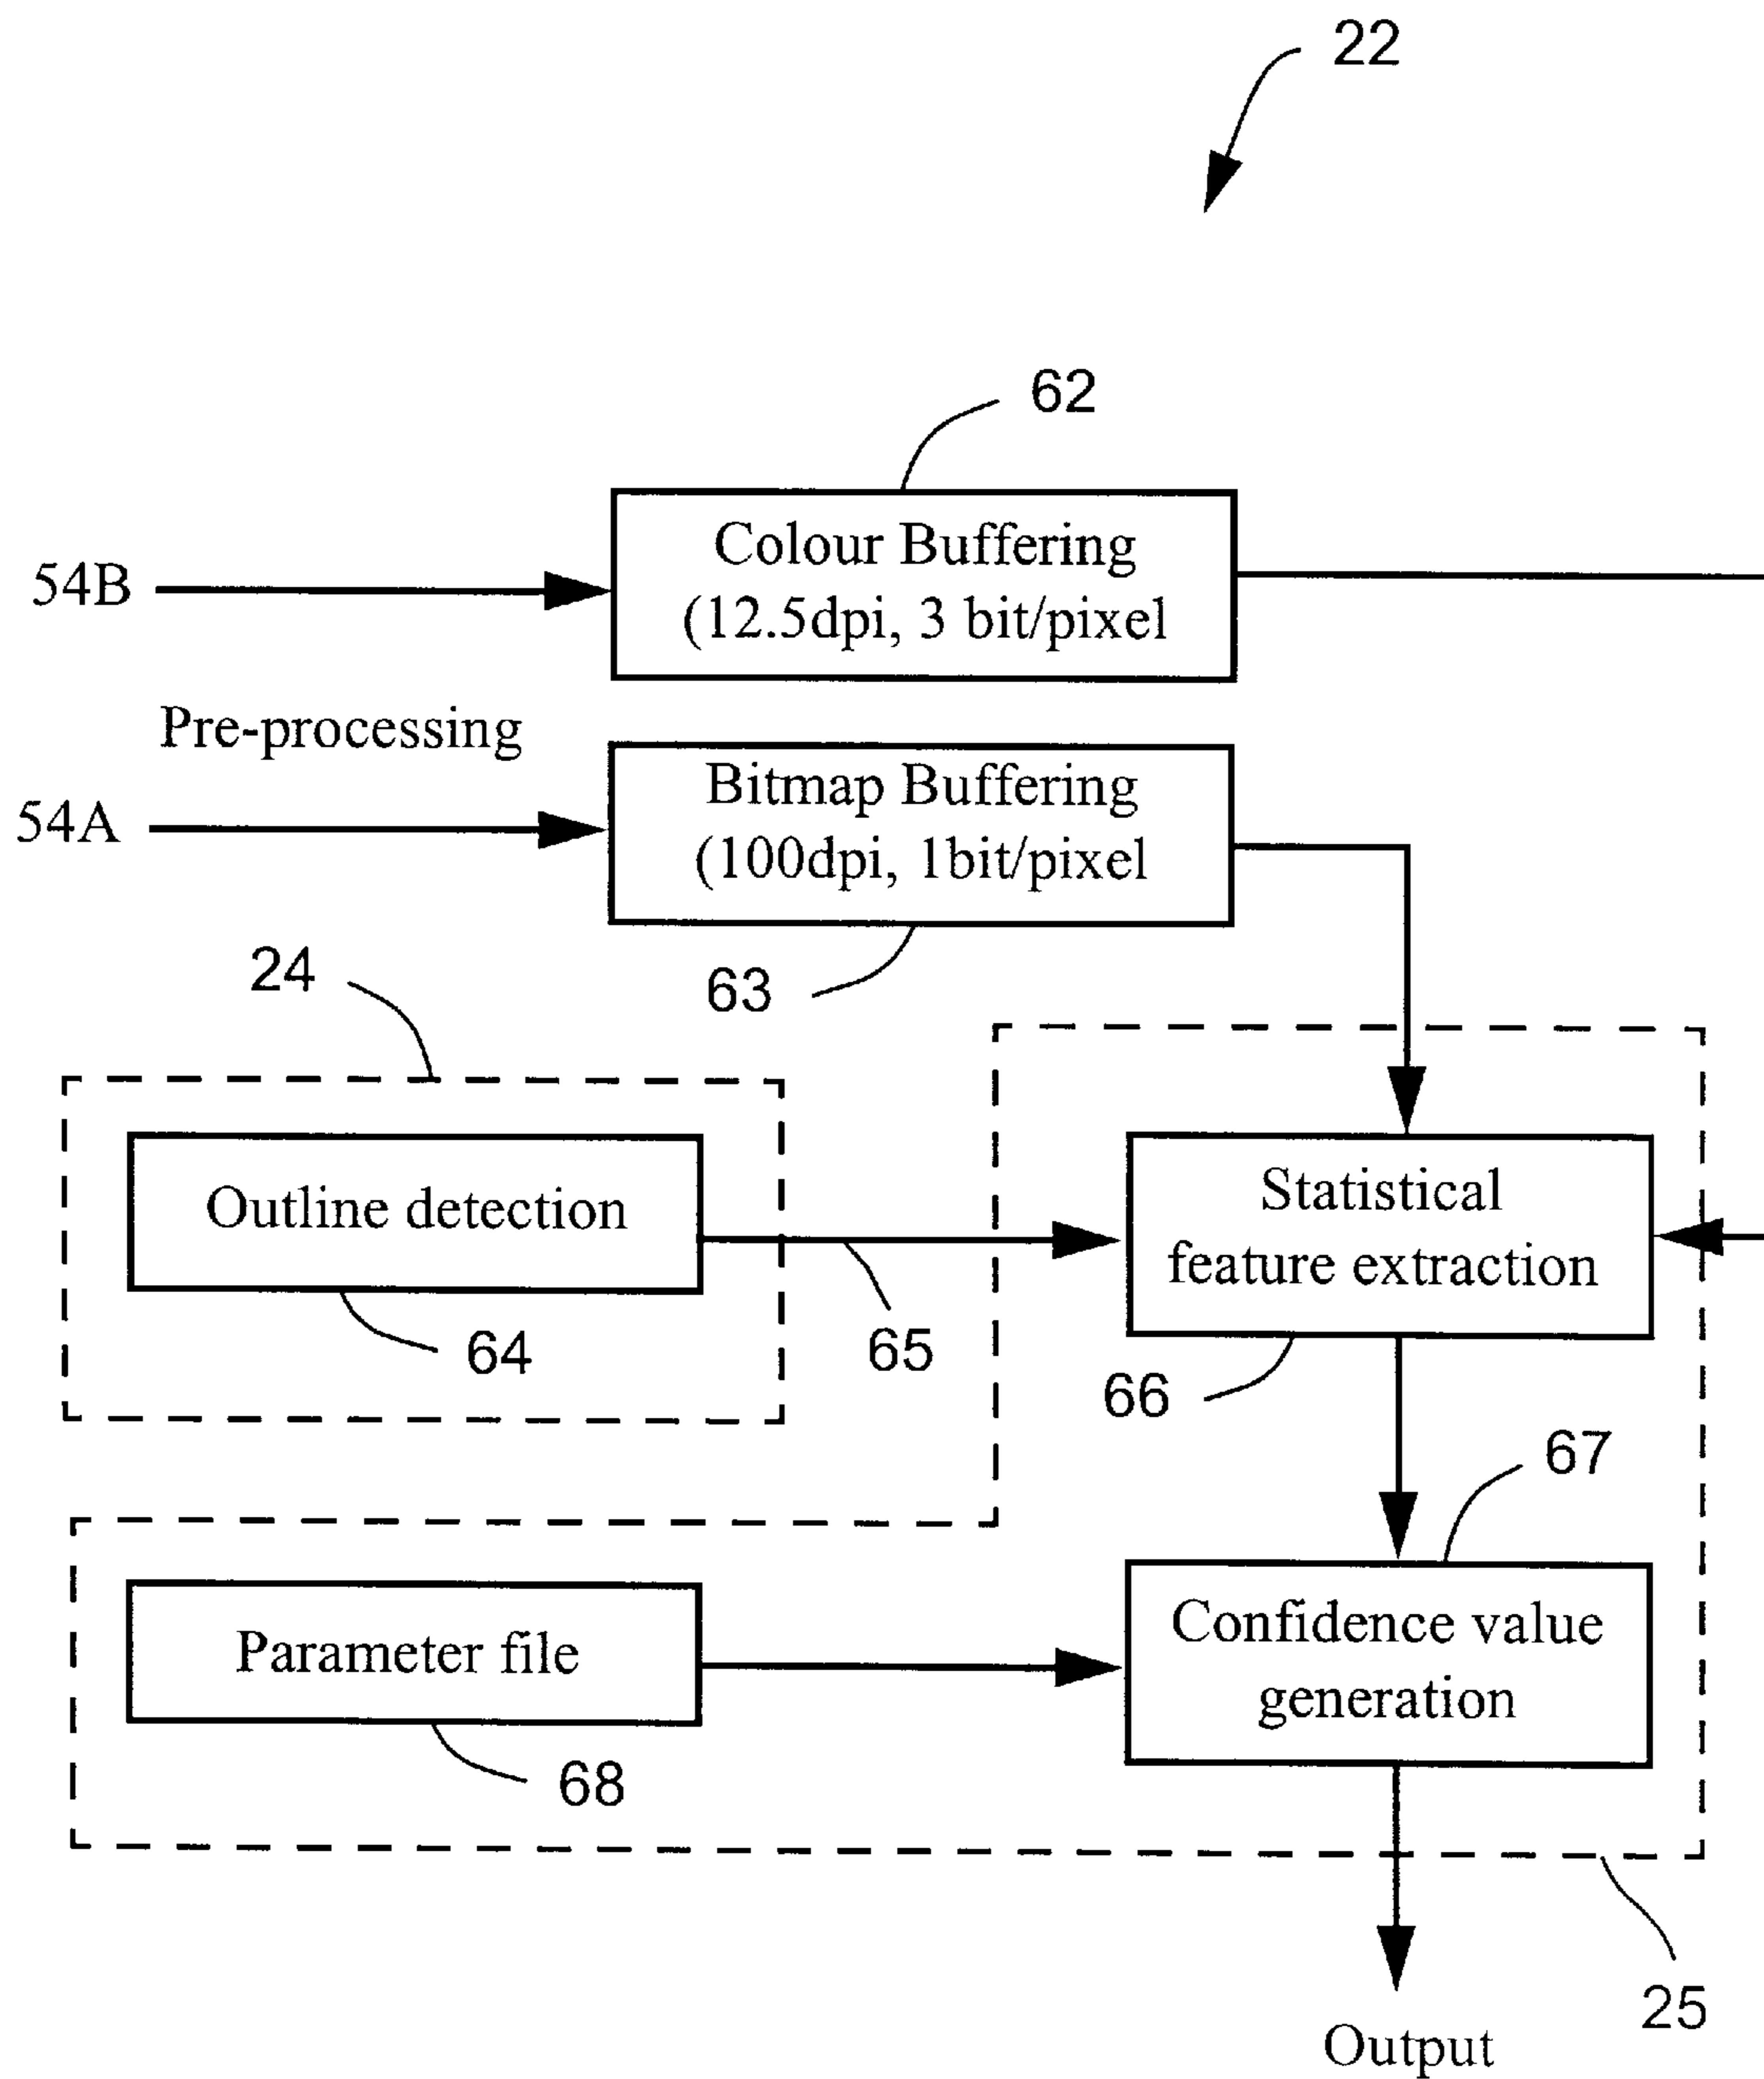 22
62
54B
Colour Buffering
(12.5dpi, 3 bit/pixel
Pre-processing
54A
Bitmap Buffering
(100dpi, 1bit/pixel
63
24
Outline detection
64
65
Statistical
feature extraction
66
67
Parameter file
68
Confidence value
generation
25
Output